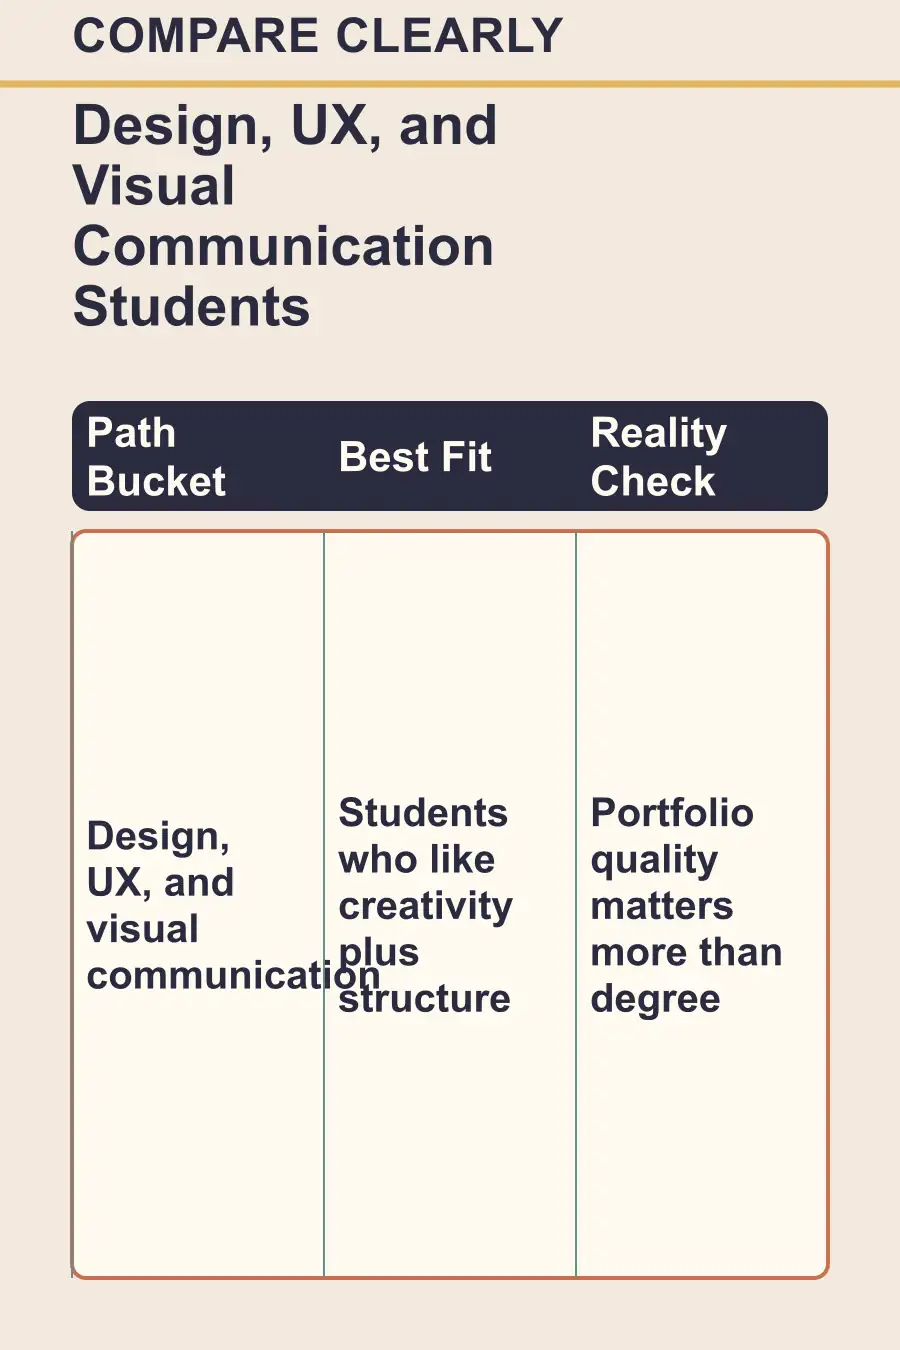 COMPARE CLEARLY
Design, UX, and
Visual
Communication
Students
Path
Bucket
Best Fit
Reality
Check
Design,
UX, and
visual
communication
Students
who like
creativity
plus
structure
Portfolio
quality
matters
more than
degree